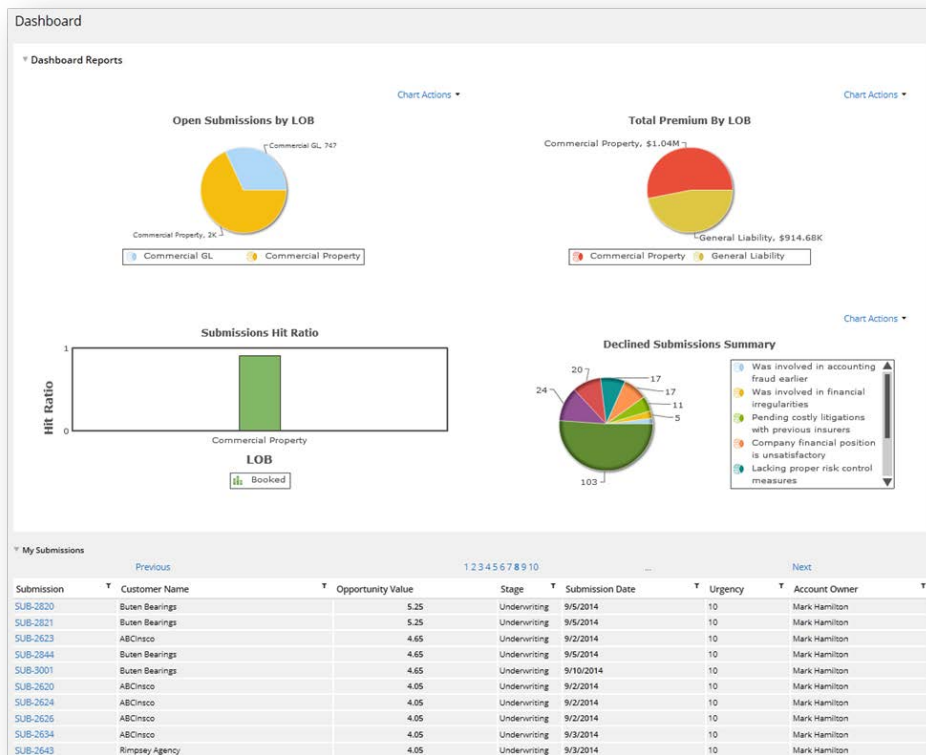 Dashboard
Dashboard Reports
Chart Actions
Chart Actions
Open Submissions by LOB
Total Premium By LOB
Commercial GL, 747
Commercial Property, $1.04M
Commercial Property, 2K
General Liability, $914.68K
Commercial GL Commercial Property
Commercial Property General Liability
Chart Actions
Submissions Hit Ratio
Declined Submissions Summary
1
Hit Ratio
0
Commercial Property
LOB
Booked
20
17
24
17
11
5
103
Was involved in accounting
fraud earlier
Was involved in financial
irregularities
Pending costly litigations
with previous insurers
Company financial position
is unsatisfactory
Lacking proper risk control
measures
My Submissions
Previous 1 2 3 4 5 6 7 8 9 10 ... Next
Submission Customer Name Opportunity Value Stage Submission Date Urgency Account Owner
SUB-2820 Buten Bearings 5.25 Underwriting 9/5/2014 10 Mark Hamilton
SUB-2821 Buten Bearings 5.25 Underwriting 9/5/2014 10 Mark Hamilton
SUB-2623 ABCInsco 4.65 Underwriting 9/2/2014 10 Mark Hamilton
SUB-2844 Buten Bearings 4.65 Underwriting 9/5/2014 10 Mark Hamilton
SUB-3001 Buten Bearings 4.65 Underwriting 9/10/2014 10 Mark Hamilton
SUB-2620 ABCInsco 4.05 Underwriting 9/2/2014 10 Mark Hamilton
SUB-2624 ABCInsco 4.05 Underwriting 9/2/2014 10 Mark Hamilton
SUB-2626 ABCInsco 4.05 Underwriting 9/2/2014 10 Mark Hamilton
SUB-2634 ABCInsco 4.05 Underwriting 9/3/2014 10 Mark Hamilton
SUB-2643 Rimpsey Agency 4.05 Underwriting 9/3/2014 10 Mark Hamilton